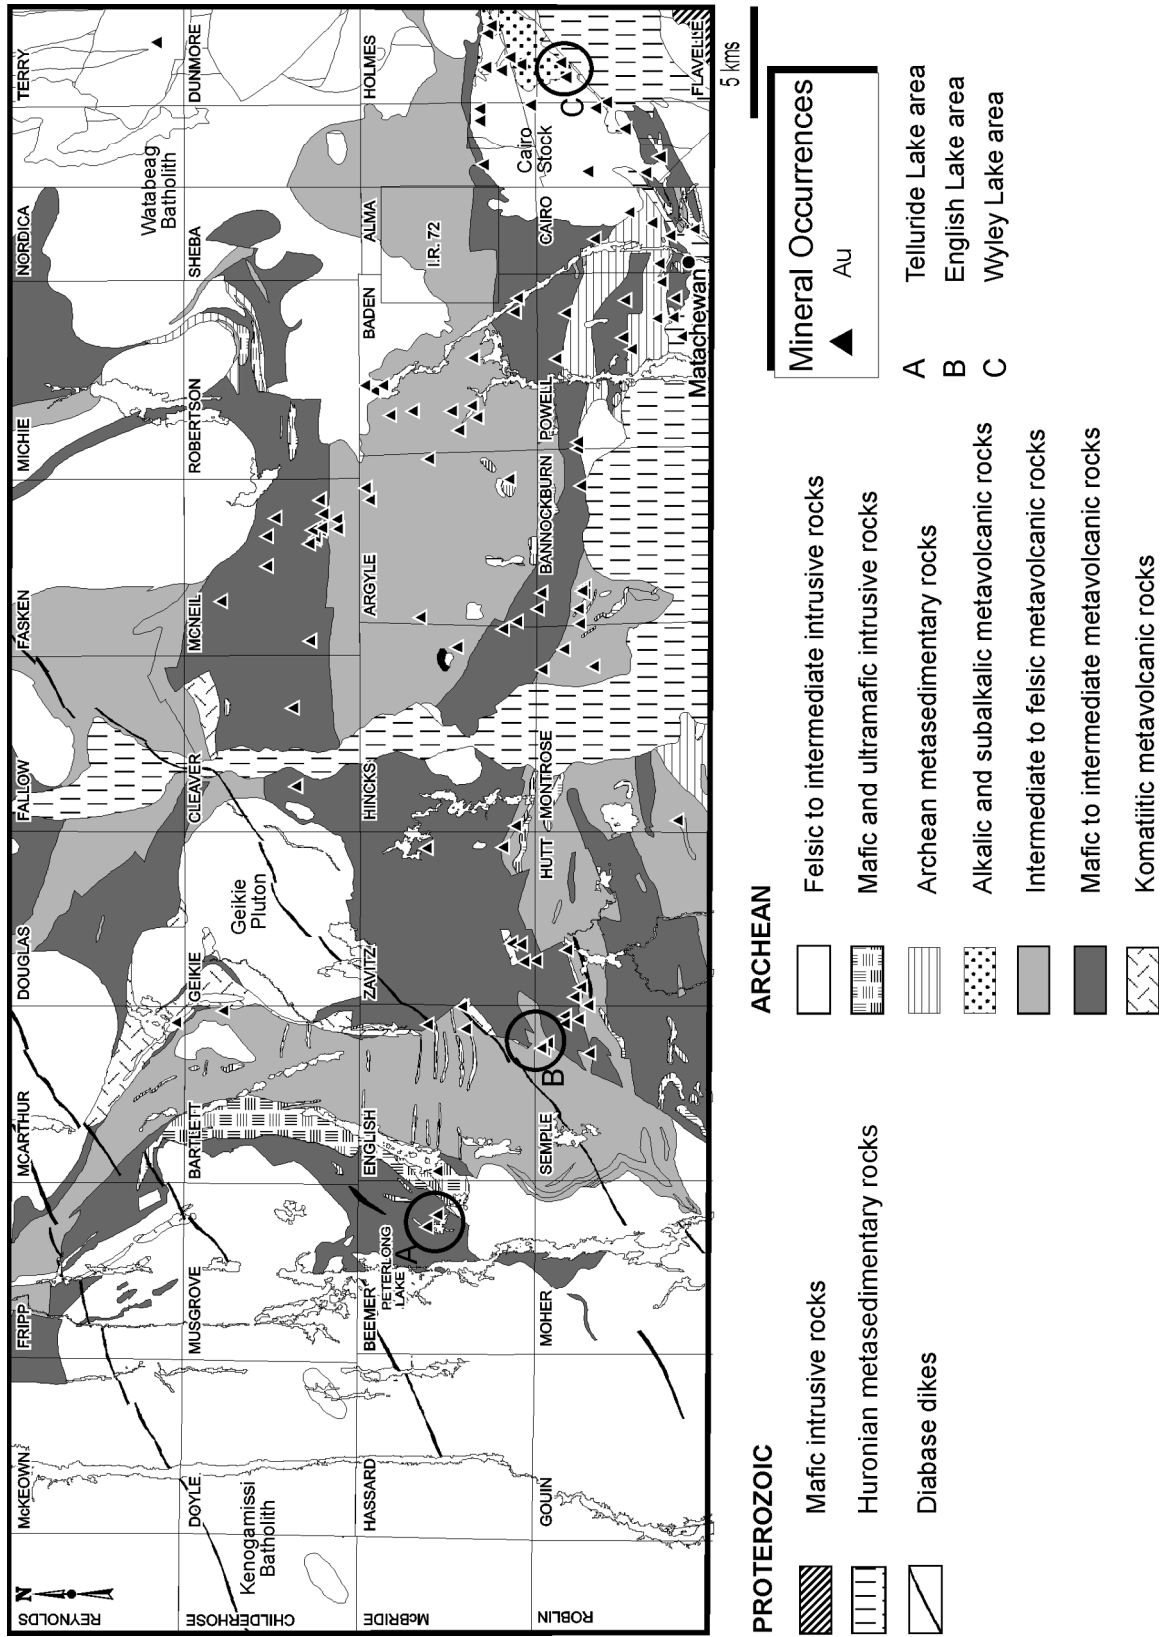 N
REYNOLDS
McKEOWN
FRIPP
MCARTHUR
DOUGLAS
FALLOW
FASKEN
MICHIE
NORDICA
TERRY
Watabeag
Batholith
CHILDERHOSE
DOYLE
MUSGROVE
BARTLETT
GEIKIE
CLEAVER
MCNEIL
ROBERTSON
SHEBA
DUNMORE
Kenogamissi
Batholith
Geikie
Pluton
McBRIDE
HASSARD
BEEMER
PETERLONG
LAKE
ENGLISH
ZAVITZ
HINCKS
ARGYLE
BADEN
ALMA
HOLMES
A
I.R. 72
ROBLIN
GOUIN
MOHER
SEMPLE
HUTT
MONTROSE
BANNOCKBURN
POWELL
CAIRO
Cairo
Stock
B
C
Matachewan
FLAVELLE
5 kms
PROTEROZOIC
Mafic intrusive rocks
Huronian metasedimentary rocks
Diabase dikes
ARCHEAN
Felsic to intermediate intrusive rocks
Mafic and ultramafic intrusive rocks
Archean metasedimentary rocks
Alkalic and subalkalic metavolcanic rocks
Intermediate to felsic metavolcanic rocks
Mafic to intermediate metavolcanic rocks
Komatiitic metavolcanic rocks
Mineral Occurrences
Au
A Telluride Lake area
B English Lake area
C Wyley Lake area